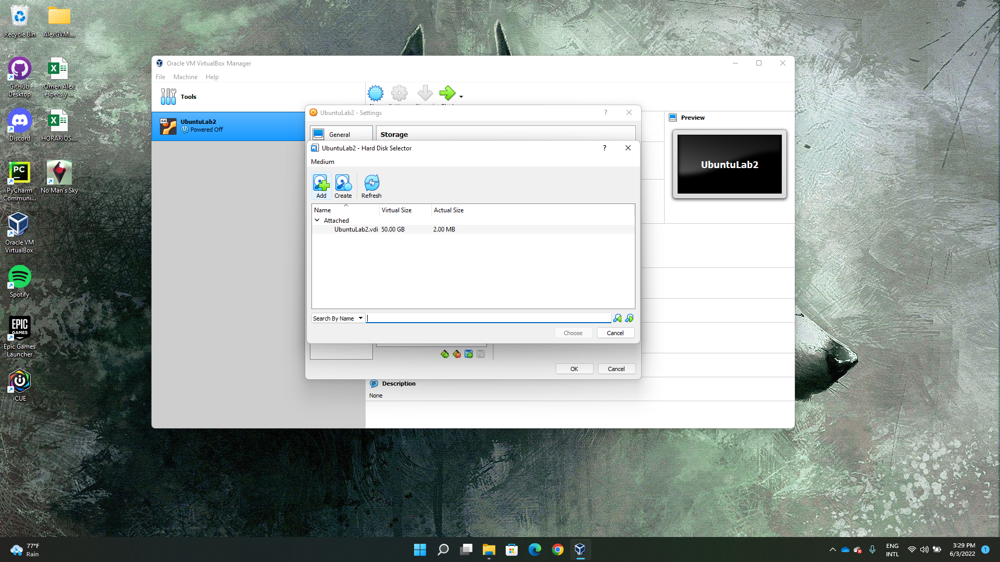 Recycle Bin
AlexGVM....
GitHub
Desktop
Omen Alex
especs y ...
Discord
HORARIOS....
PC
PyCharm
Communi...
No Man's Sky
Oracle VM
VirtualBox
Spotify
EPIC
GAMES
Epic Games
Launcher
iCUE
Oracle VM VirtualBox Manager
File Machine Help
Tools
64
UbuntuLab2
Powered Off
UbuntuLab2 - Settings
?
General
Storage
UbuntuLab2 - Hard Disk Selector
?
Medium
Add
Create
Refresh
Name
Virtual Size
Actual Size
Attached
UbuntuLab2.vdi 50.00 GB 2.00 MB
Search By Name
Choose
Cancel
OK
Cancel
Preview
UbuntuLab2
Description
None
77°F
Rain
ENG
INTL
3:29 PM
6/3/2022
1